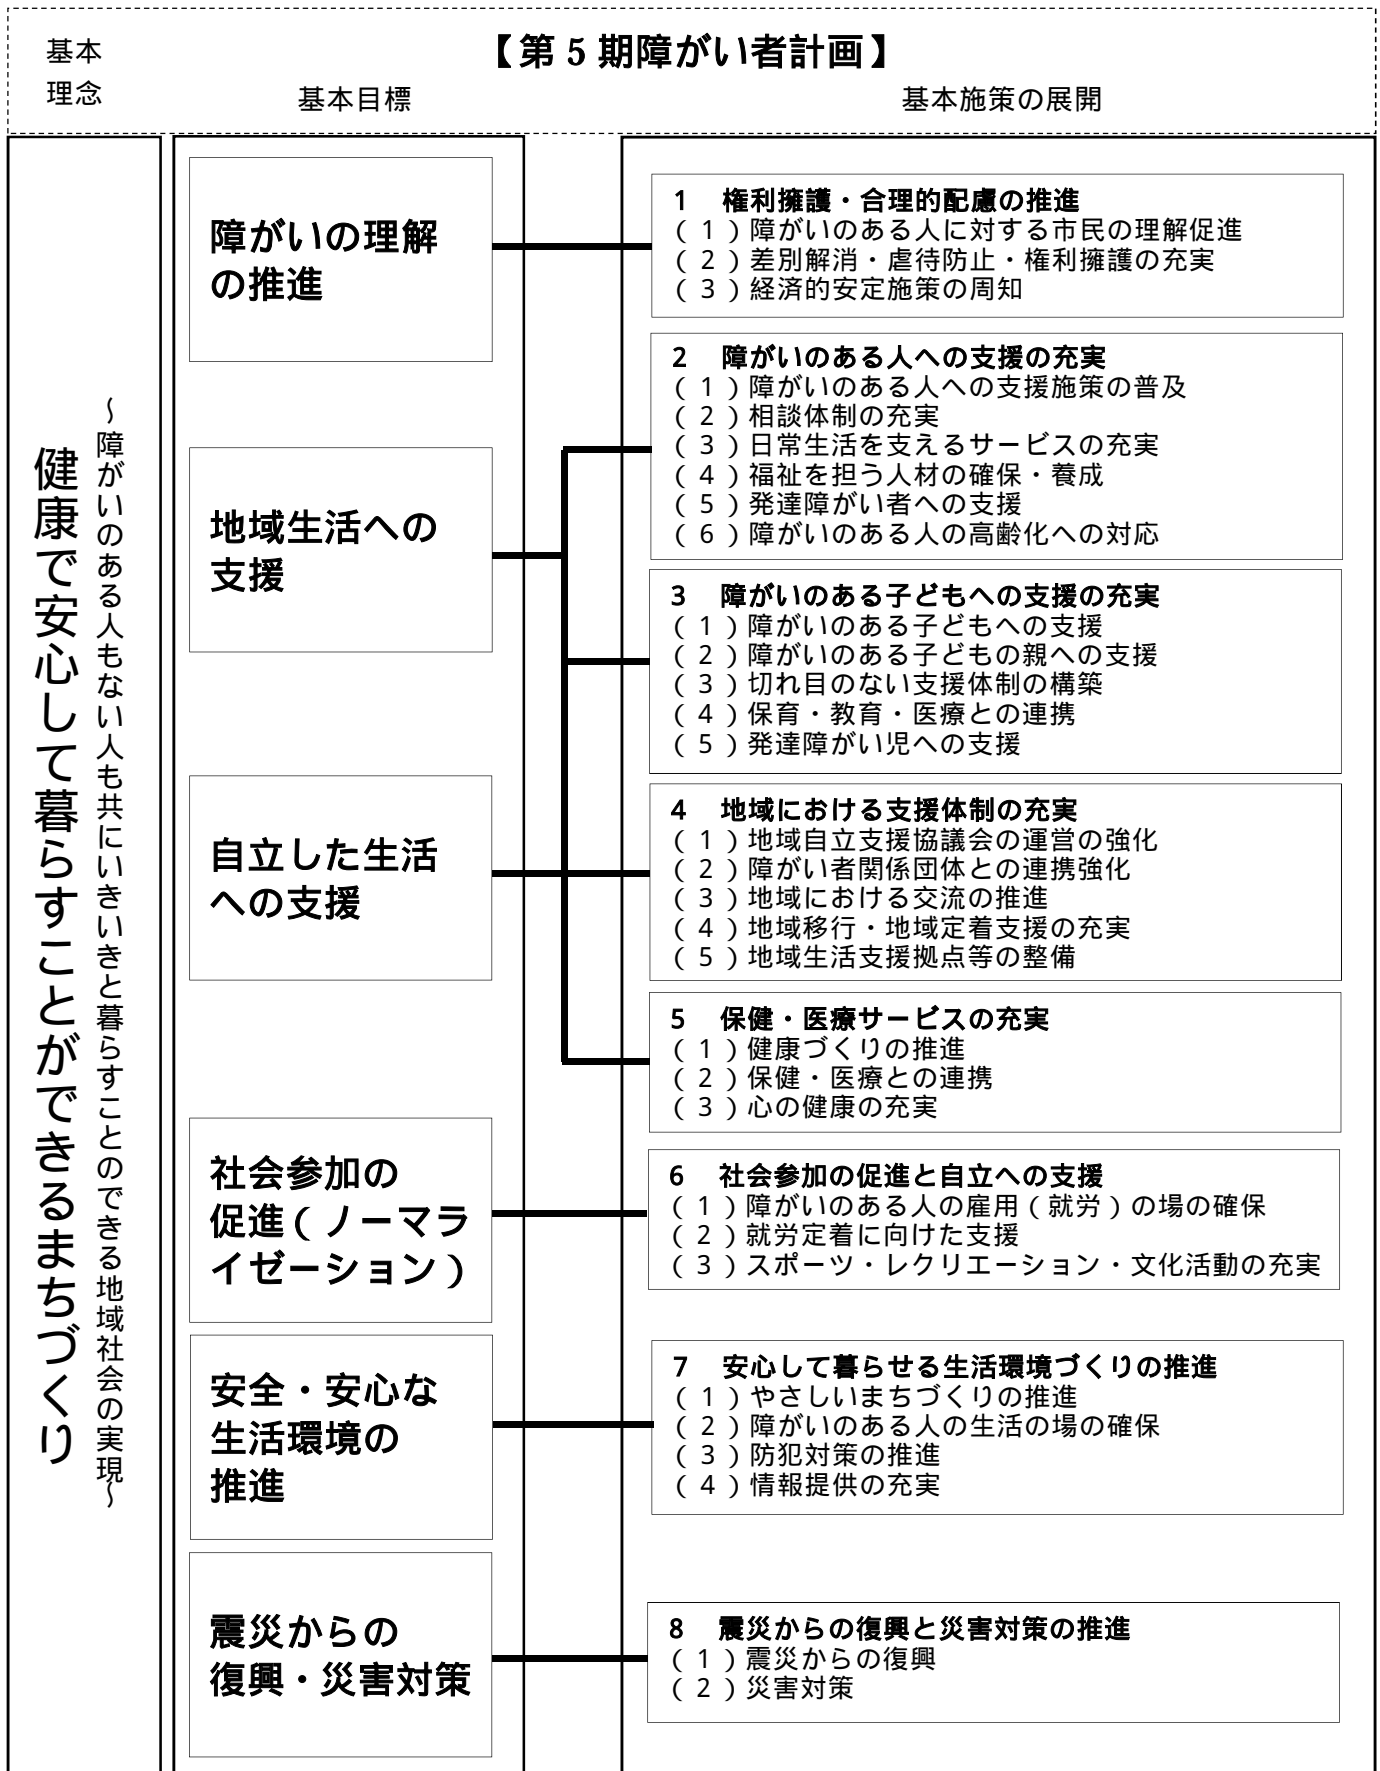 【第5期障がい者計画】
基本
理念
基本目標
基本施策の展開
健康で安心して暮らすことができるまちづくり
～障がいのある人もない人も共にいきいきと暮らすことのできる地域社会の実現～
障がいの理解
の推進
地域生活への
支援
自立した生活
への支援
社会参加の
促進（ノーマラ
イゼーション）
安全・安心な
生活環境の
推進
震災からの
復興・災害対策
1 権利擁護・合理的配慮の推進
（1）障がいのある人に対する市民の理解促進
（2）差別解消・虐待防止・権利擁護の充実
（3）経済的安定施策の周知
2 障がいのある人への支援の充実
（1）障がいのある人への支援施策の普及
（2）相談体制の充実
（3）日常生活を支えるサービスの充実
（4）福祉を担う人材の確保・養成
（5）発達障がい者への支援
（6）障がいのある人の高齢化への対応
3 障がいのある子どもへの支援の充実
（1）障がいのある子どもへの支援
（2）障がいのある子どもの親への支援
（3）切れ目のない支援体制の構築
（4）保育・教育・医療との連携
（5）発達障がい児への支援
4 地域における支援体制の充実
（1）地域自立支援協議会の運営の強化
（2）障がい者関係団体との連携強化
（3）地域における交流の推進
（4）地域移行・地域定着支援の充実
（5）地域生活支援拠点等の整備
5 保健・医療サービスの充実
（1）健康づくりの推進
（2）保健・医療との連携
（3）心の健康の充実
6 社会参加の促進と自立への支援
（1）障がいのある人の雇用（就労）の場の確保
（2）就労定着に向けた支援
（3）スポーツ・レクリエーション・文化活動の充実
7 安心して暮らせる生活環境づくりの推進
（1）やさしいまちづくりの推進
（2）障がいのある人の生活の場の確保
（3）防犯対策の推進
（4）情報提供の充実
8 震災からの復興と災害対策の推進
（1）震災からの復興
（2）災害対策